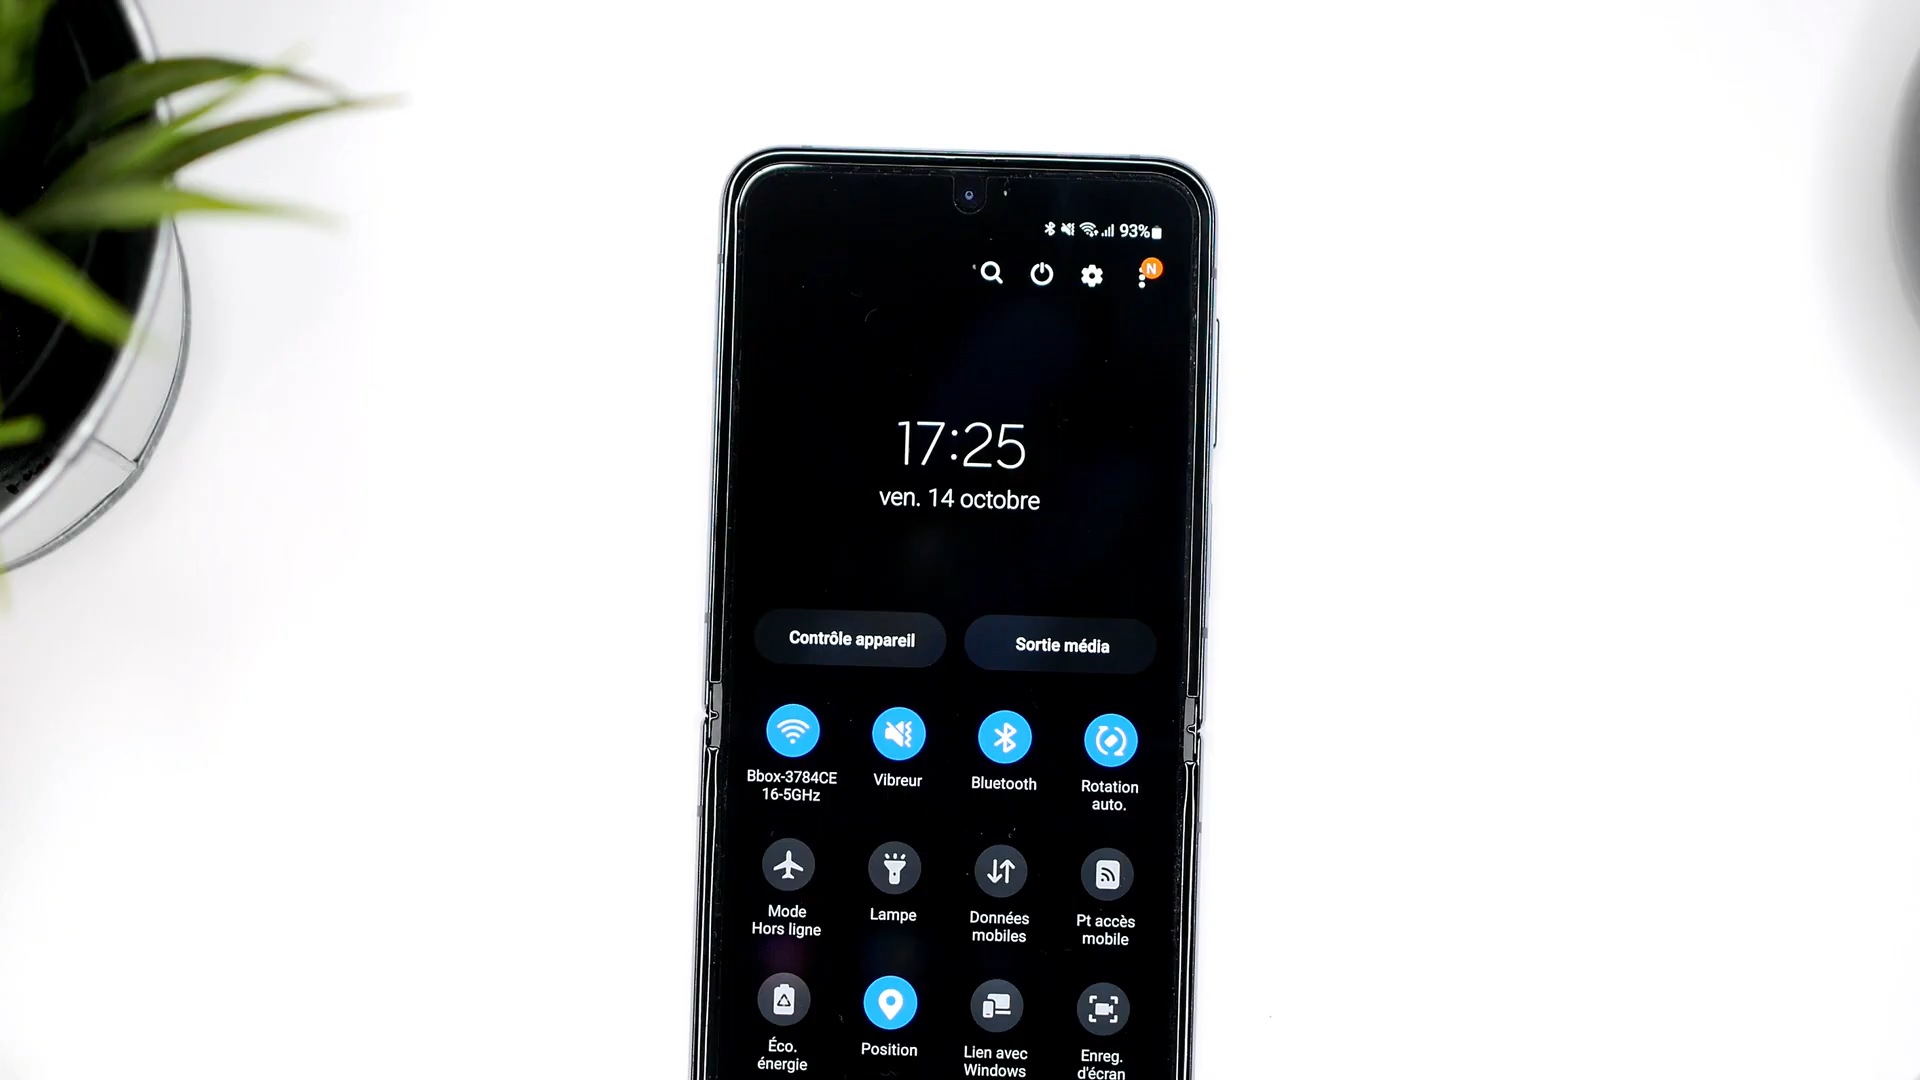 93%
N
17:25
ven. 14 octobre
Contrôle appareil
Sortie média
Bbox-3784CE
16-5GHz
Vibreur
Bluetooth
Rotation
auto.
Mode
Hors ligne
Lampe
Données
mobiles
Pt accès
mobile
Éco.
énergie
Position
Lien avec
Windows
Enreg.
d'écran